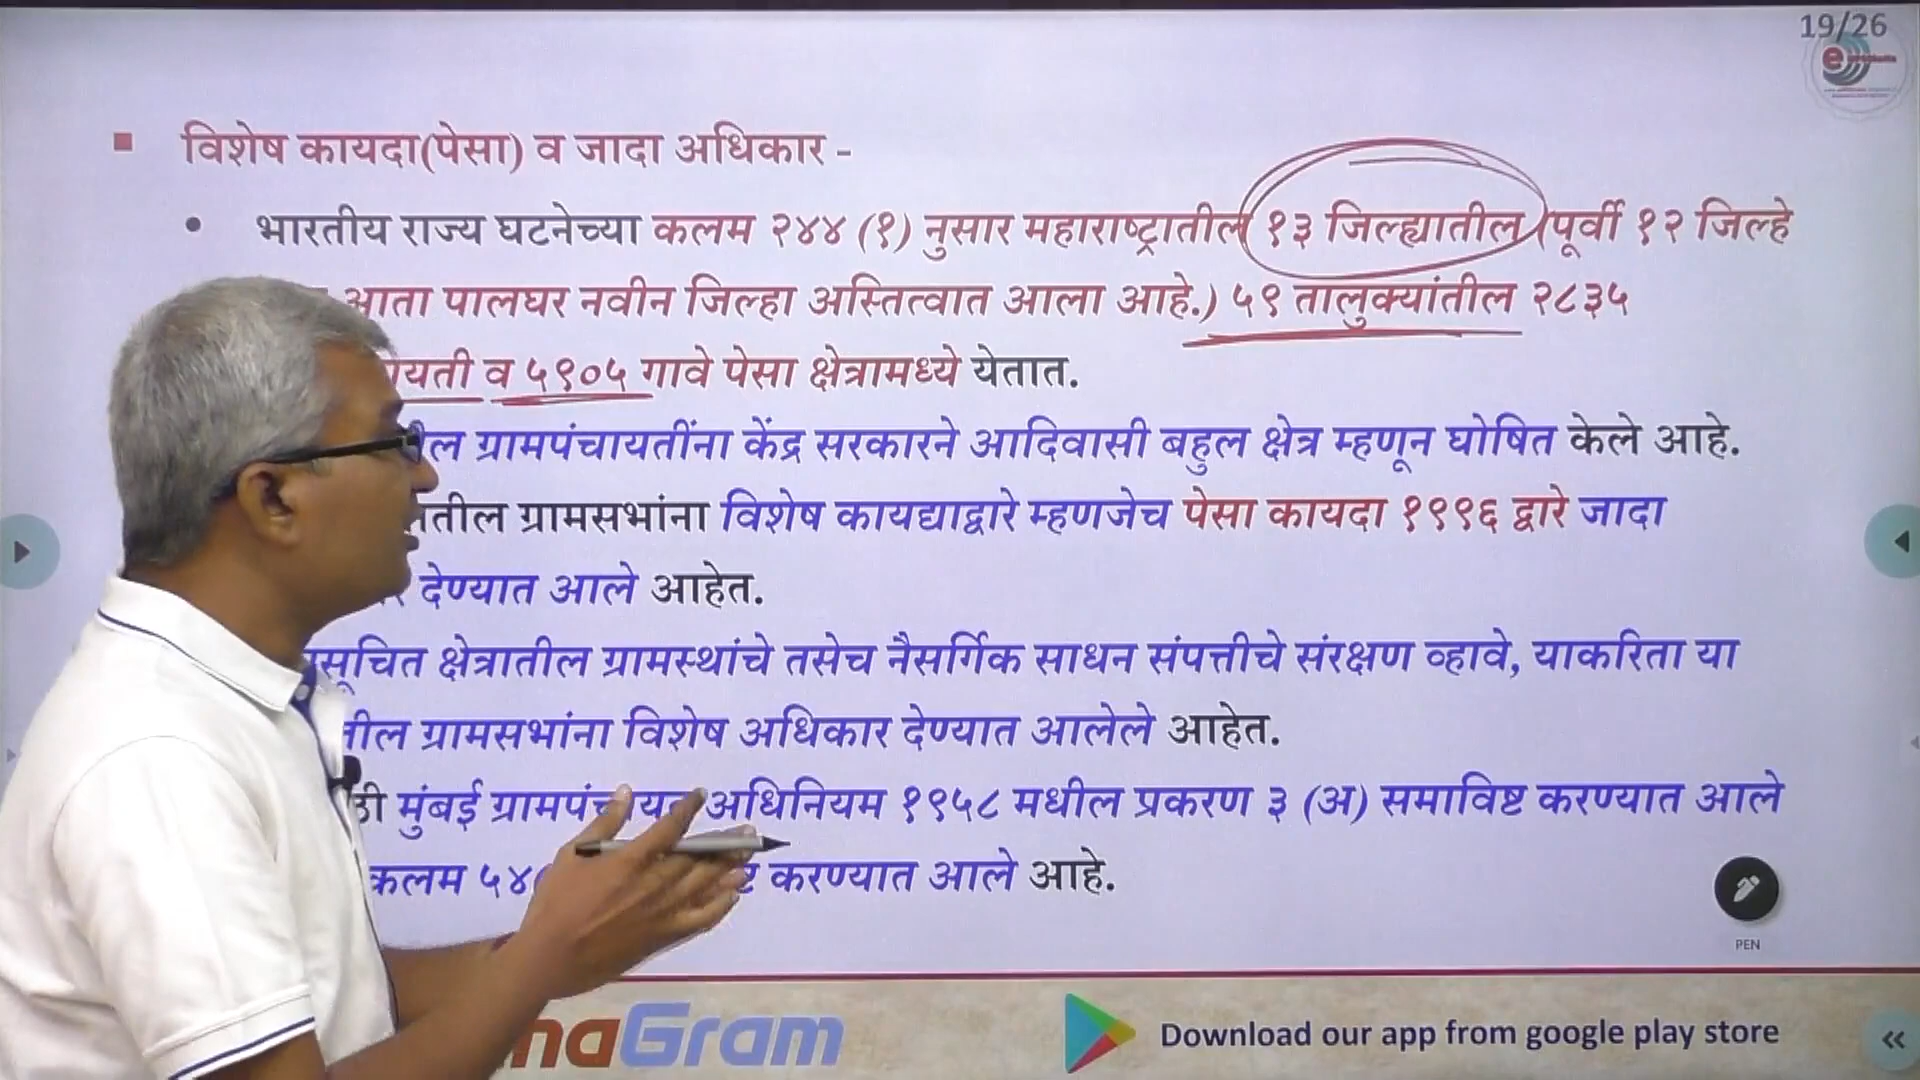 19/26
विशेष कायदा(पेसा) व जादा अधिकार -
भारतीय राज्य घटनेच्या कलम २४४ (१) नुसार महाराष्ट्रातील १३ जिल्ह्यातील (पूर्वी १२ जिल्हे
आता पालघर नवीन जिल्हा अस्तित्वात आला आहे.) ५९ तालुक्यांतील २८३५
व ५९०५ गावे पेसा क्षेत्रामध्ये येतात.
ग्रामपंचायतींना केंद्र सरकारने आदिवासी बहुल क्षेत्र म्हणून घोषित केले आहे.
ग्रामसभांना विशेष कायद्याद्वारे म्हणजेच पेसा कायदा १९९६ द्वारे जादा
देण्यात आले आहेत.
क्षेत्रातील ग्रामस्थांचे तसेच नैसर्गिक साधन संपत्तीचे संरक्षण व्हावे, याकरिता या
ग्रामसभांना विशेष अधिकार देण्यात आलेले आहेत.
मुंबई ग्रामपंचायत अधिनियम १९५८ मधील प्रकरण ३ (अ) समाविष्ट करण्यात आले
कलम ५४ करण्यात आले आहे.
PEN
Gram
Download our app from google play store